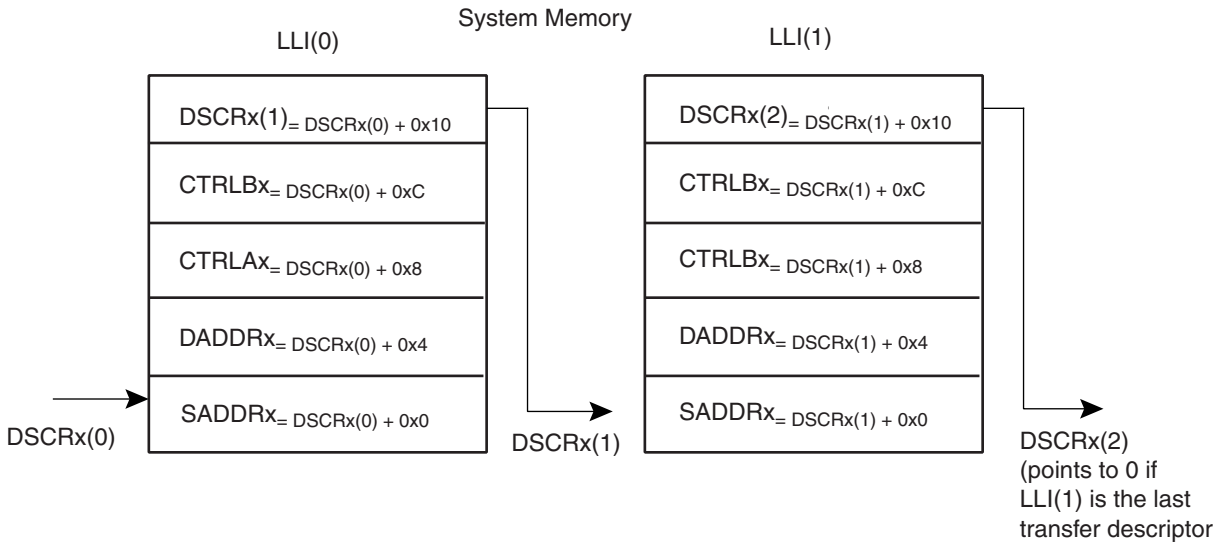 System Memory
LLI(0)
DSCRx(1)= DSCRx(0) + 0x10
CTRLBx= DSCRx(0) + 0xC
CTRLAx= DSCRx(0) + 0x8
DADDRx= DSCRx(0) + 0x4
SADDRx= DSCRx(0) + 0x0
DSCRx(0)
DSCRx(1)
LLI(1)
DSCRx(2)= DSCRx(1) + 0x10
CTRLBx= DSCRx(1) + 0xC
CTRLBx= DSCRx(1) + 0x8
DADDRx= DSCRx(1) + 0x4
SADDRx= DSCRx(1) + 0x0
DSCRx(2)
(points to 0 if
LLI(1) is the last
transfer descriptor